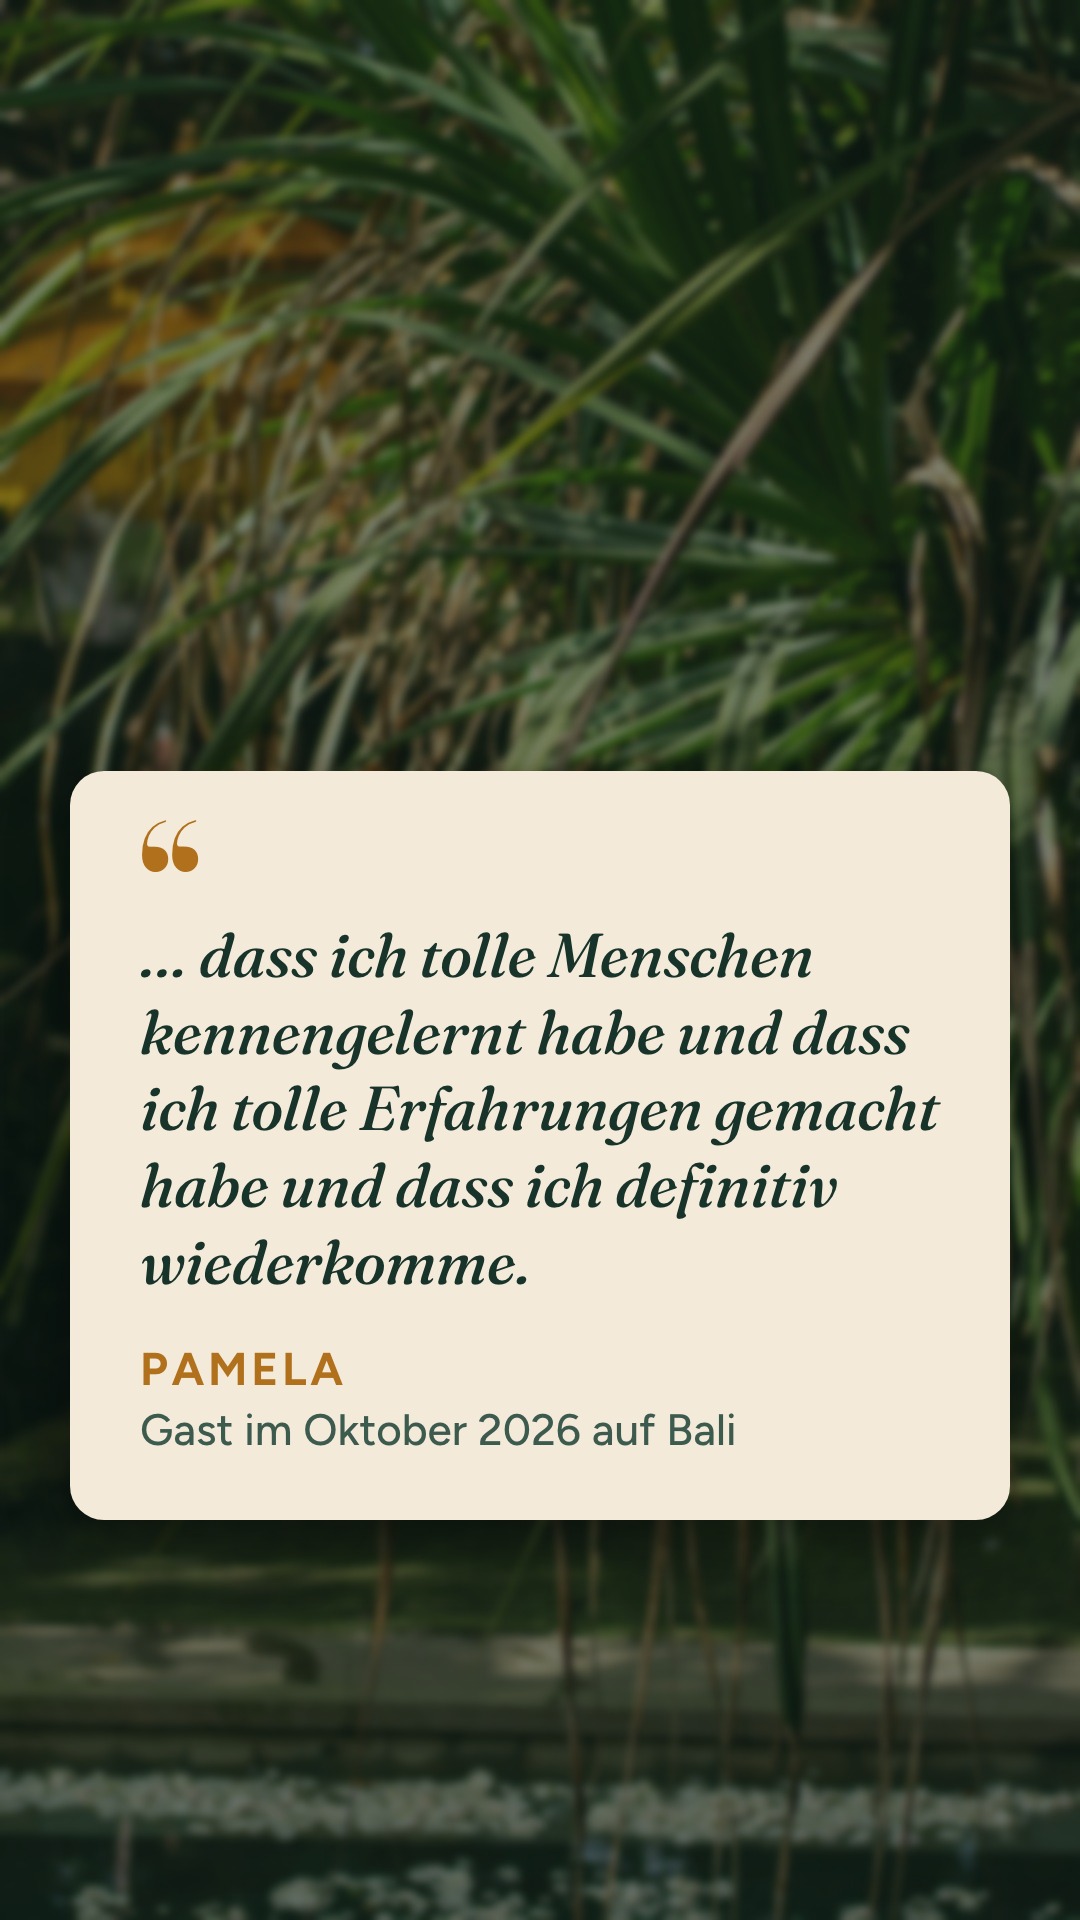 “
... dass ich tolle Menschen
kennengelernt habe und dass
ich tolle Erfahrungen gemacht
habe und dass ich definitiv
wiederkomme.
PAMELA
Gast im Oktober 2026 auf Bali